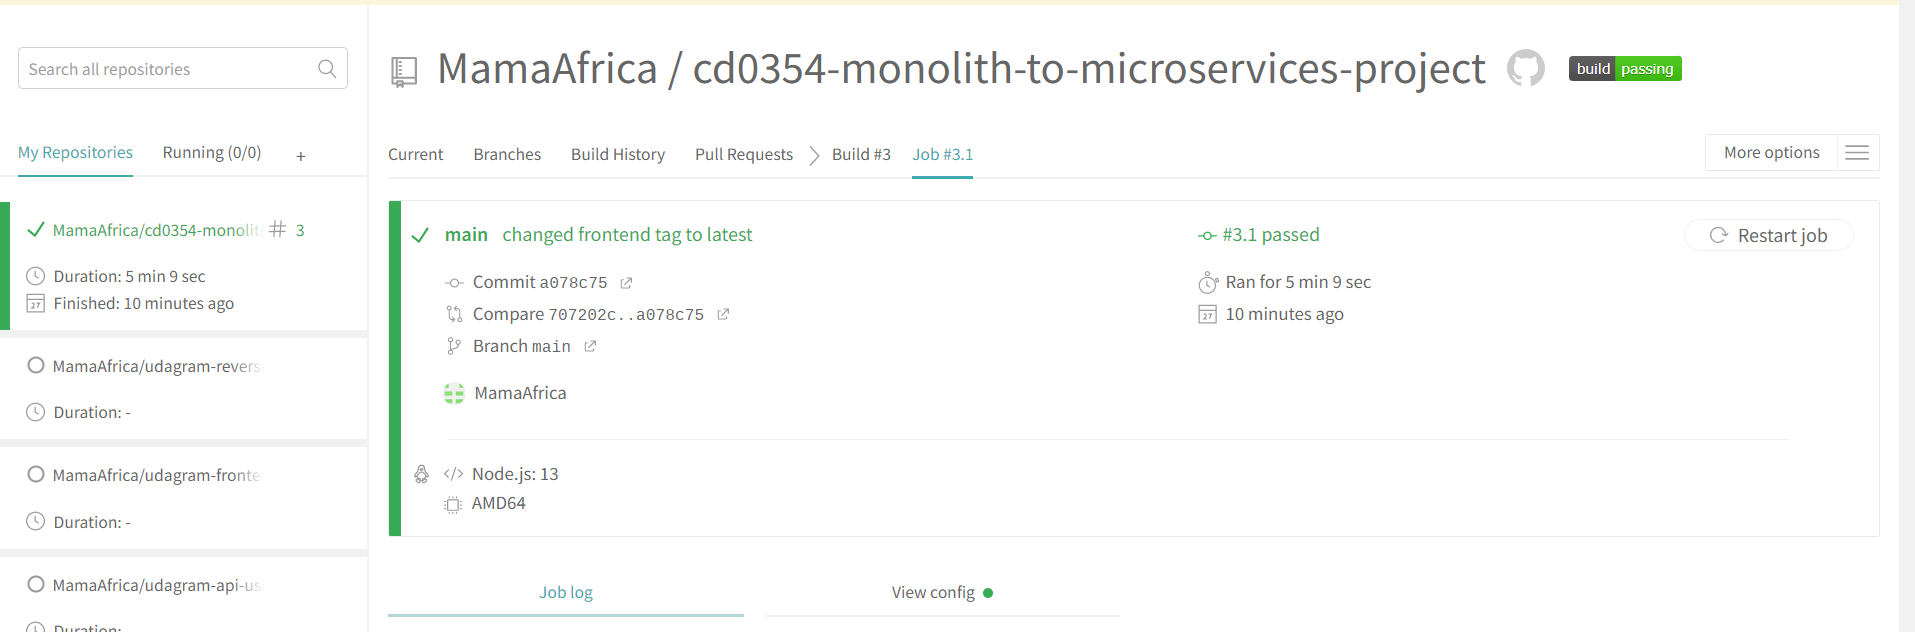 Search all repositories
My Repositories
Running (0/0)
+
MamaAfrica/cd0354-monolit
# 3
Duration: 5 min 9 sec
27
Finished: 10 minutes ago
MamaAfrica/udagram-revers
Duration: -
MamaAfrica/udagram-fronte
Duration: -
MamaAfrica/udagram-api-us
Duration: -
MamaAfrica / cd0354-monolith-to-microservices-project
build passing
Current
Branches
Build History
Pull Requests
Build #3
Job #3.1
More options
main changed frontend tag to latest
Commit a078c75
Compare 707202c..a078c75
Branch main
MamaAfrica
#3.1 passed
Ran for 5 min 9 sec
27
10 minutes ago
Restart job
</> Node.js: 13
AMD64
Job log
View config